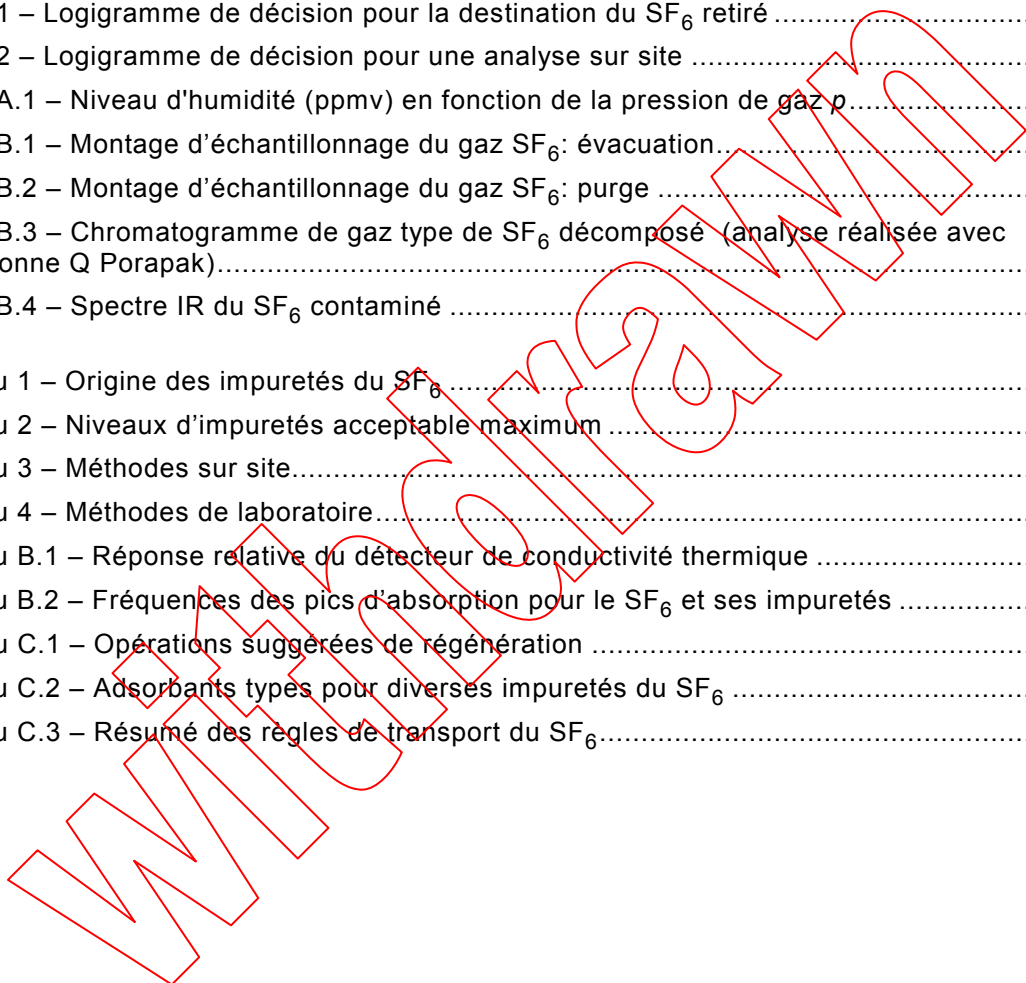 1 – Logigramme de décision pour la destination du SF6 retiré
2 – Logigramme de décision pour une analyse sur site
A.1 – Niveau d'humidité (ppmv) en fonction de la pression de gaz p
B.1 – Montage d’échantillonnage du gaz SF6: évacuation
B.2 – Montage d’échantillonnage du gaz SF6: purge
B.3 – Chromatogramme de gaz type de SF6 décomposé (analyse réalisée avec
onne Q Porapak)
B.4 – Spectre IR du SF6 contaminé
u 1 – Origine des impuretés du SF6
u 2 – Niveaux d’impuretés acceptable maximum
u 3 – Méthodes sur site
u 4 – Méthodes de laboratoire
u B.1 – Réponse relative du détecteur de conductivité thermique
u B.2 – Fréquences des pics d’absorption pour le SF6 et ses impuretés
u C.1 – Opérations suggérées de régénération
u C.2 – Adsorbants types pour diverses impuretés du SF6
u C.3 – Résumé des règles de transport du SF6
withdrawn